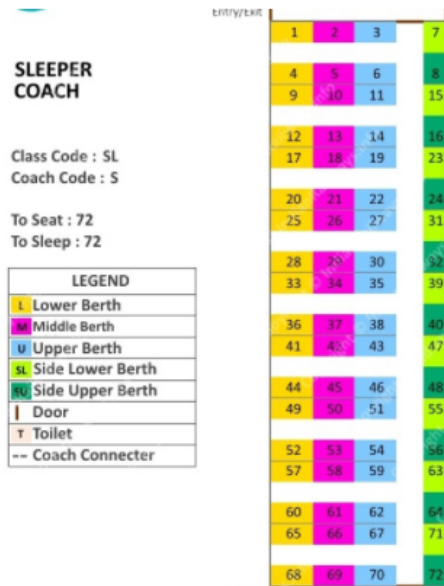 Entry/Exit
SLEEPER
COACH
Class Code : SL
Coach Code : S
To Seat : 72
To Sleep : 72
LEGEND
L Lower Berth
M Middle Berth
U Upper Berth
SL Side Lower Berth
SU Side Upper Berth
Door
T Toilet
-- Coach Connecter
1 2 3 7
4 5 6 8
9 10 11 15
12 13 14 16
17 18 19 23
20 21 22 24
25 26 27 31
28 29 30 32
33 34 35 39
36 37 38 40
41 42 43 47
44 45 46 48
49 50 51 55
52 53 54 56
57 58 59 63
60 61 62 64
65 66 67 71
68 69 70 72